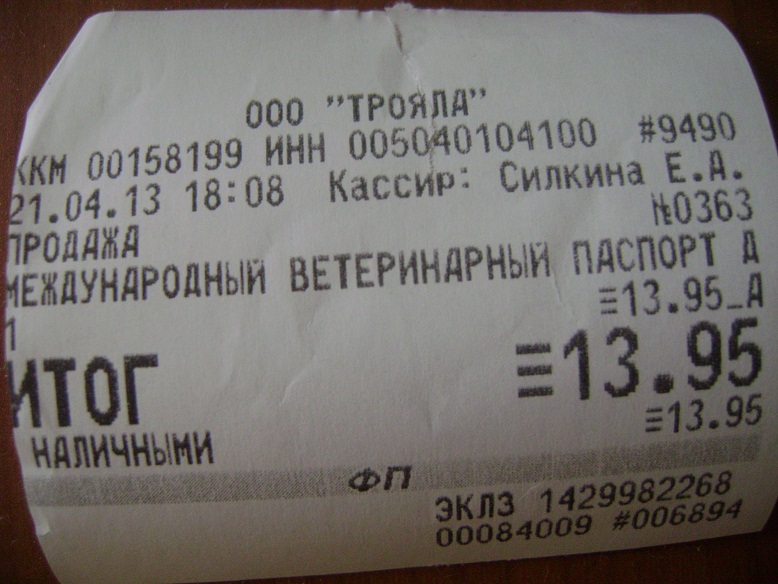 ООО "ТРОЯЛА"
ККМ 00158199 ИНН 005040104100 #9490
21.04.13 18:08 Кассир: Силкина Е.А.
ПРОДАЖА №0363
МЕЖДУНАРОДНЫЙ ВЕТЕРИНАРНЫЙ ПАСПОРТ Д
1 ≡13.95_А
ИТОГ ≡13.95
НАЛИЧНЫМИ ≡13.95
ФП
ЭКЛЗ 1429982268
00084009 #006894